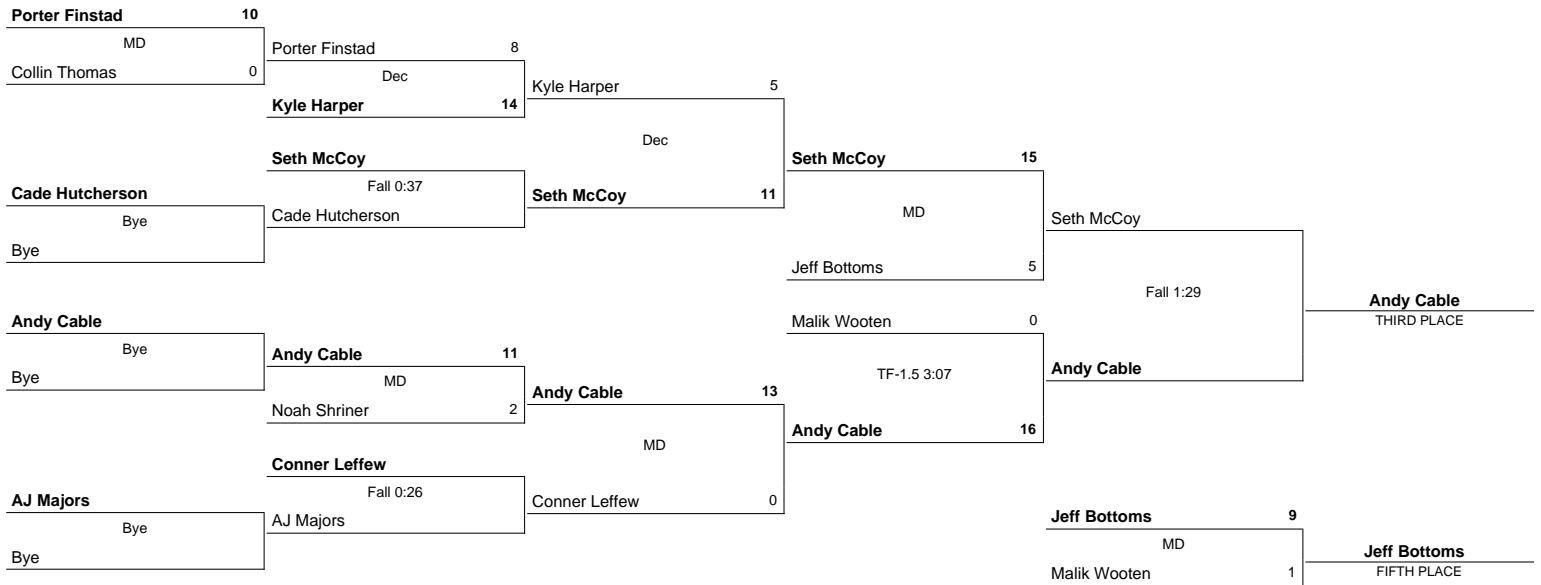 Porter Finstad 10
MD
Collin Thomas 0
Cade Hutcherson
Bye
Bye
Andy Cable
Bye
Bye
AJ Majors
Bye
Bye
Porter Finstad 8
Dec
Kyle Harper 14
Seth McCoy
Fall 0:37
Cade Hutcherson
Andy Cable 11
MD
Noah Shriner 2
Conner Leffew
Fall 0:26
AJ Majors
Kyle Harper 5
Dec
Seth McCoy 11
Andy Cable 13
MD
Conner Leffew 0
Seth McCoy 15
MD
Jeff Bottoms 5
Malik Wooten 0
TF-1.5 3:07
Andy Cable 16
Seth McCoy
Fall 1:29
Andy Cable
Andy Cable
THIRD PLACE
Jeff Bottoms 9
MD
Malik Wooten 1
Jeff Bottoms
FIFTH PLACE